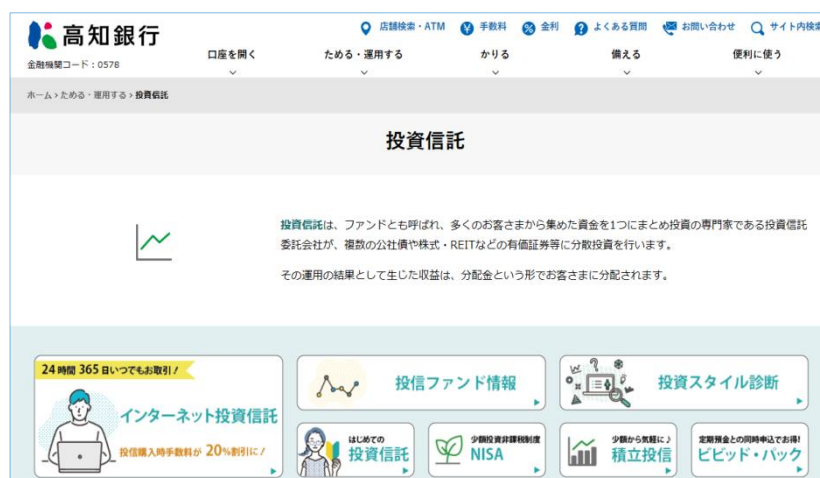 高知銀行
金融機関コード：0578
店舗検索・ATM
手数料
金利
よくある質問
お問い合わせ
サイト内検索
口座を開く
ためる・運用する
かりる
備える
便利に使う
ホーム › ためる・運用する › 投資信託
投資信託
投資信託は、ファンドとも呼ばれ、多くのお客さまから集めた資金を1つにまとめ投資の専門家である投資信託
委託会社が、複数の公社債や株式・REITなどの有価証券等に分散投資を行います。
その運用の結果として生じた収益は、分配金という形でお客さまに分配されます。
24時間365日いつでもお取引！
インターネット投資信託
投信購入時手数料が 20%割引に！
投信ファンド情報
投資スタイル診断
はじめての
投資信託
少額投資非課税制度
NISA
少額から気軽に♪
積立投信
定期預金との同時申込でお得!
ビビッド・パック